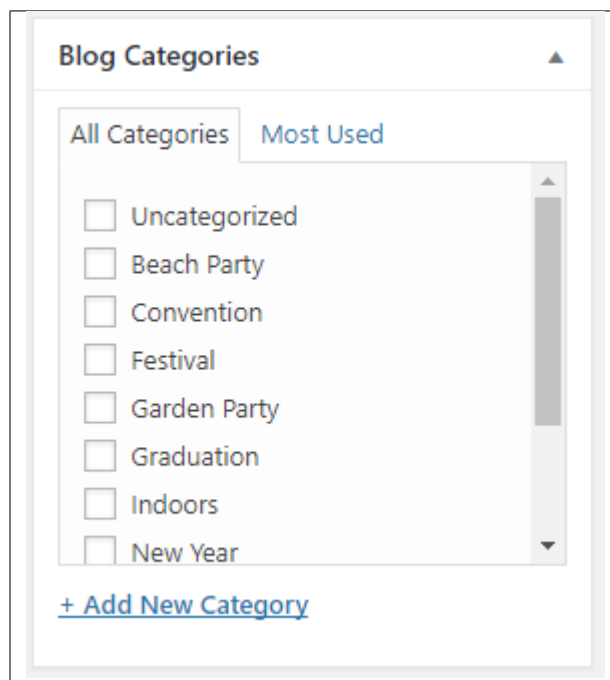 Blog Categories
All Categories Most Used
Uncategorized
Beach Party
Convention
Festival
Garden Party
Graduation
Indoors
New Year
+ Add New Category